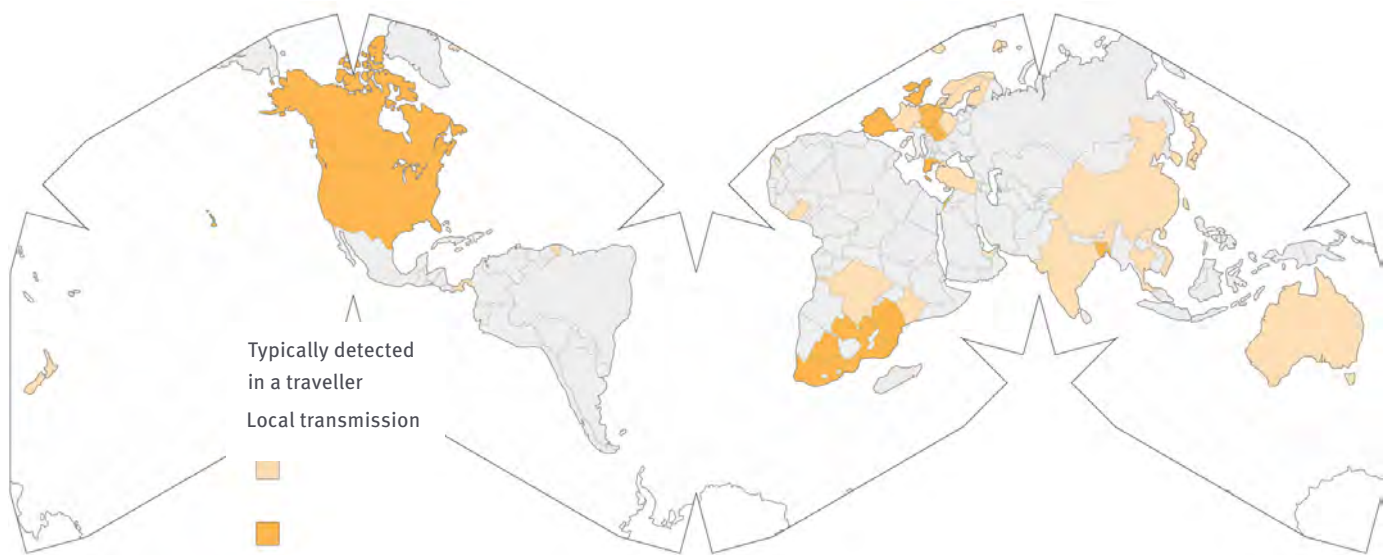 Typically detected
in a traveller
Local transmission